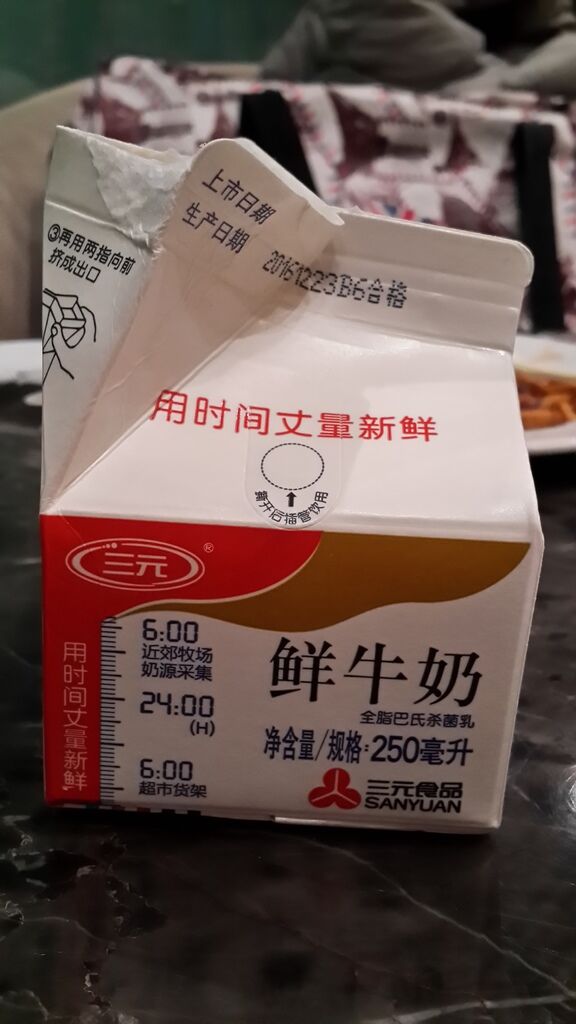 上市日期
生产日期
20161223B6合格
③再用两指向前
挤成出口
用时间丈量新鲜
撕开后插管饮用
三元®
6:00
近郊牧场
奶源采集
24:00
(H)
6:00
超市货架
用时间丈量新鲜
鲜牛奶
全脂巴氏杀菌乳
净含量/规格:250毫升
三元食品
SANYUAN